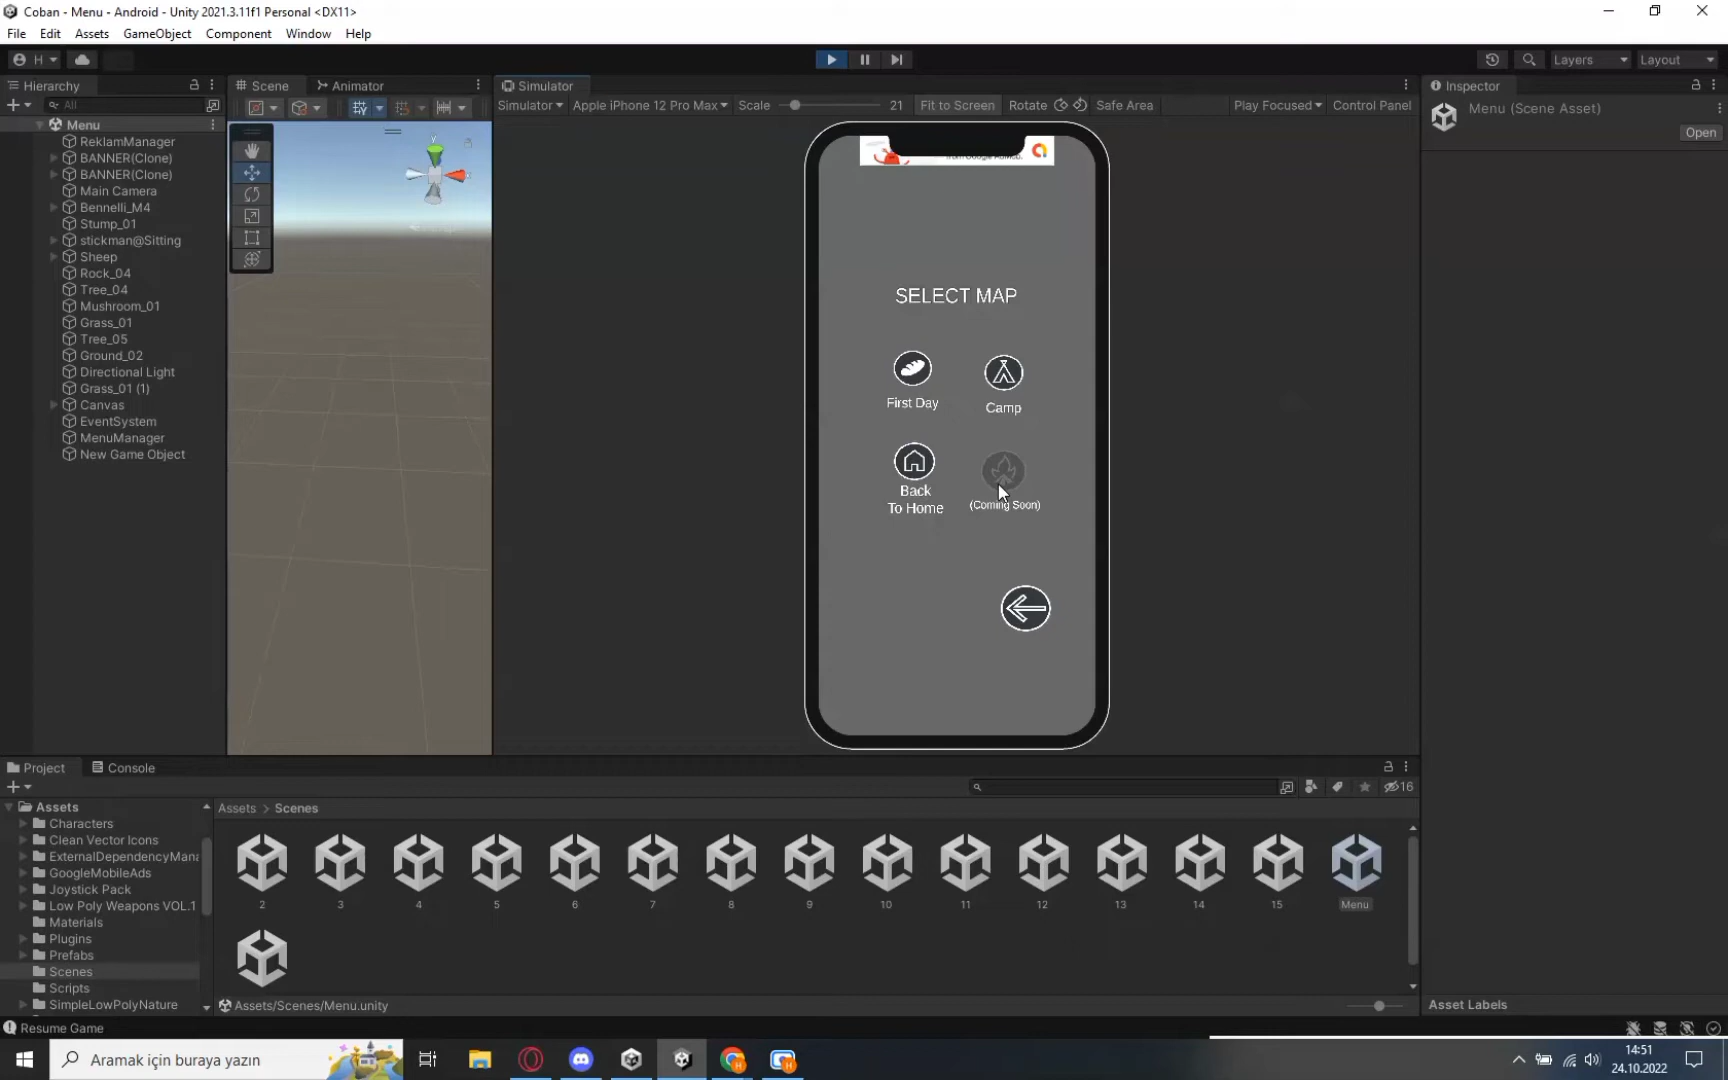 Coban - Menu - Android - Unity 2021.3.11f1 Personal <DX11>
File Edit Assets GameObject Component Window Help
H Layers Layout
Hierarchy
All
Menu
ReklamManager
BANNER(Clone)
BANNER(Clone)
Main Camera
Bennelli_M4
Stump_01
stickman@Sitting
Sheep
Rock_04
Tree_04
Mushroom_01
Grass_01
Tree_05
Ground_02
Directional Light
Grass_01 (1)
Canvas
EventSystem
MenuManager
New Game Object
Scene Animator
y
x
Simulator
Simulator Apple iPhone 12 Pro Max Scale 21 Fit to Screen Rotate Safe Area Play Focused Control Panel
from Google AdMob.
SELECT MAP
First Day
Camp
Back
To Home
(Coming Soon)
Inspector
Menu (Scene Asset)
Open
Asset Labels
Project Console
16
Assets
Characters
Clean Vector Icons
ExternalDependencyMana
GoogleMobileAds
Joystick Pack
Low Poly Weapons VOL.1
Materials
Plugins
Prefabs
Scenes
Scripts
SimpleLowPolyNature
Assets > Scenes
2 3 4 5 6 7 8 9 10 11 12 13 14 15 Menu
Assets/Scenes/Menu.unity
Resume Game
Aramak için buraya yazın
14:51
24.10.2022